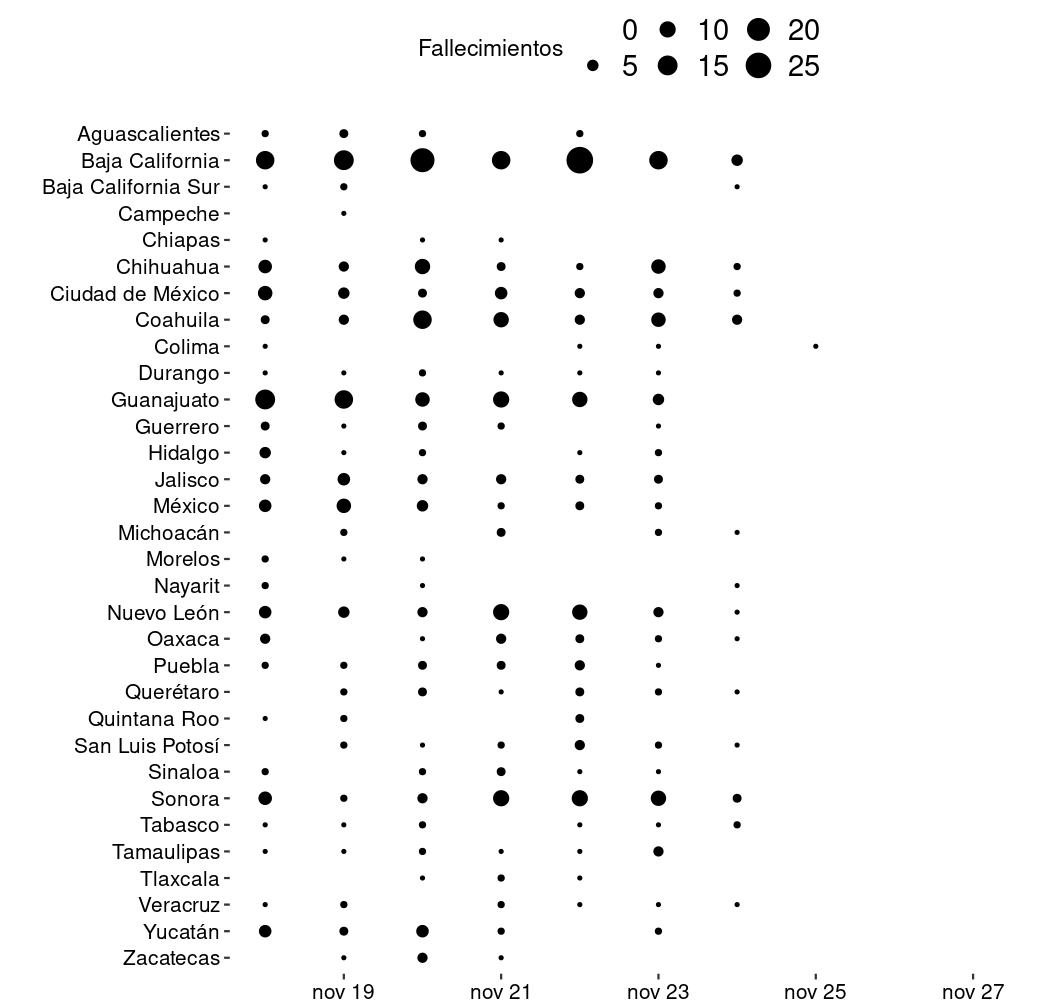 Fallecimientos
0 10 20
5 15 25
Aguascalientes
Baja California
Baja California Sur
Campeche
Chiapas
Chihuahua
Ciudad de México
Coahuila
Colima
Durango
Guanajuato
Guerrero
Hidalgo
Jalisco
México
Michoacán
Morelos
Nayarit
Nuevo León
Oaxaca
Puebla
Querétaro
Quintana Roo
San Luis Potosí
Sinaloa
Sonora
Tabasco
Tamaulipas
Tlaxcala
Veracruz
Yucatán
Zacatecas
nov 19 nov 21 nov 23 nov 25 nov 27